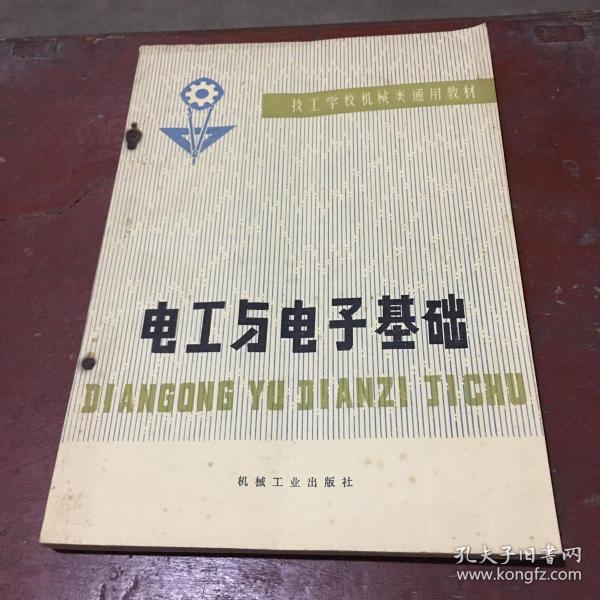 技工学校机械类通用教材
电工与电子基础
DIANGONG YU DIANZI JICHU
机械工业出版社
孔夫子旧书网
www.kongfz.com